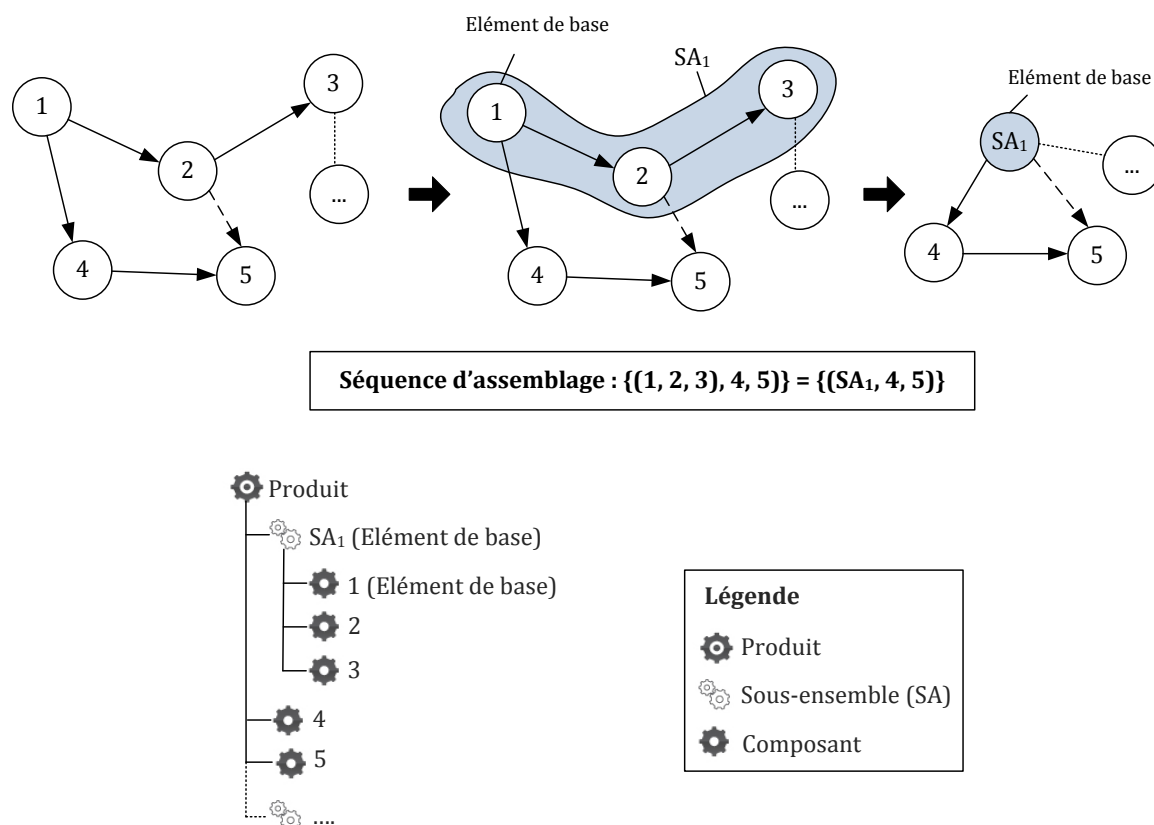 Elément de base
SA₁
1
2
3
...
4
5
1
2
3
...
4
5
Elément de base
SA₁
...
4
5
Séquence d’assemblage : {((1, 2, 3), 4, 5)} = {(SA₁, 4, 5)}
Produit
SA₁ (Elément de base)
1 (Elément de base)
2
3
4
5
....
Légende
Produit
Sous-ensemble (SA)
Composant